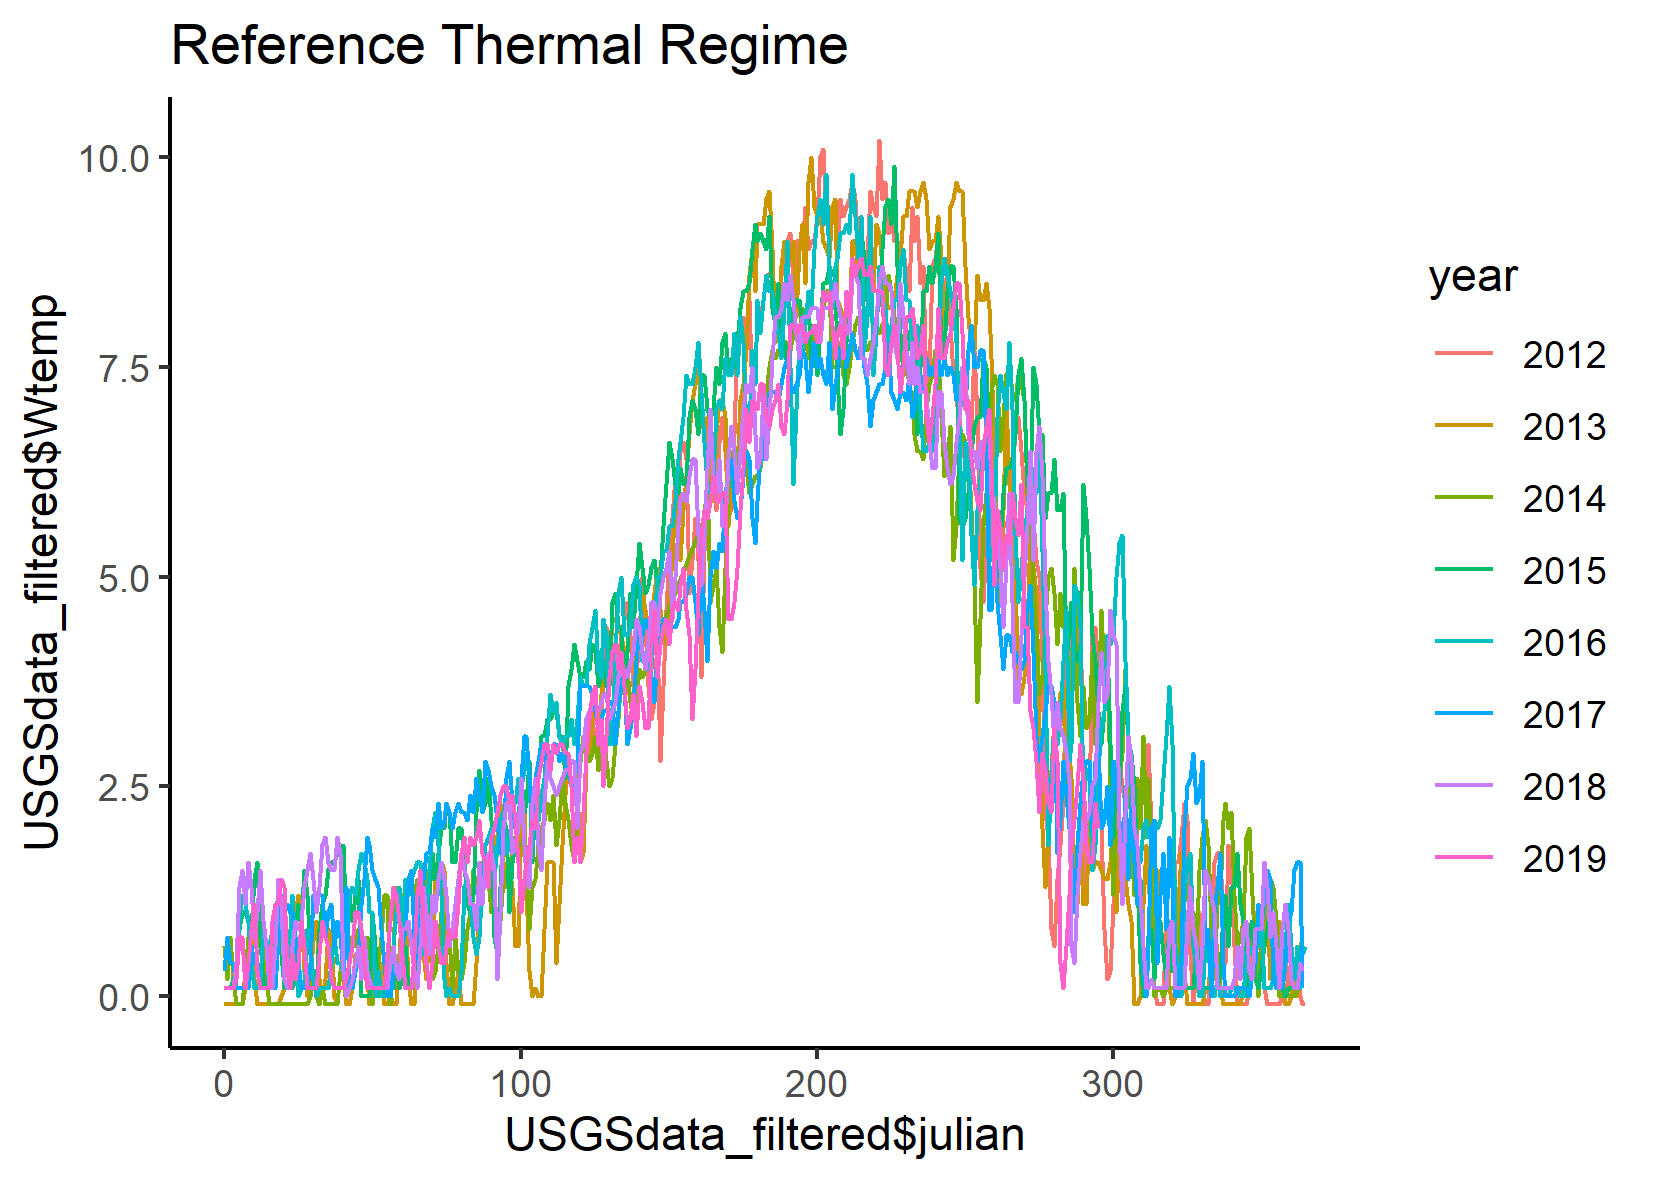 Reference Thermal Regime
10.0
7.5
5.0
2.5
0.0
USGSdata_filtered$Wtemp
0 100 200 300
USGSdata_filtered$julian
year
2012
2013
2014
2015
2016
2017
2018
2019